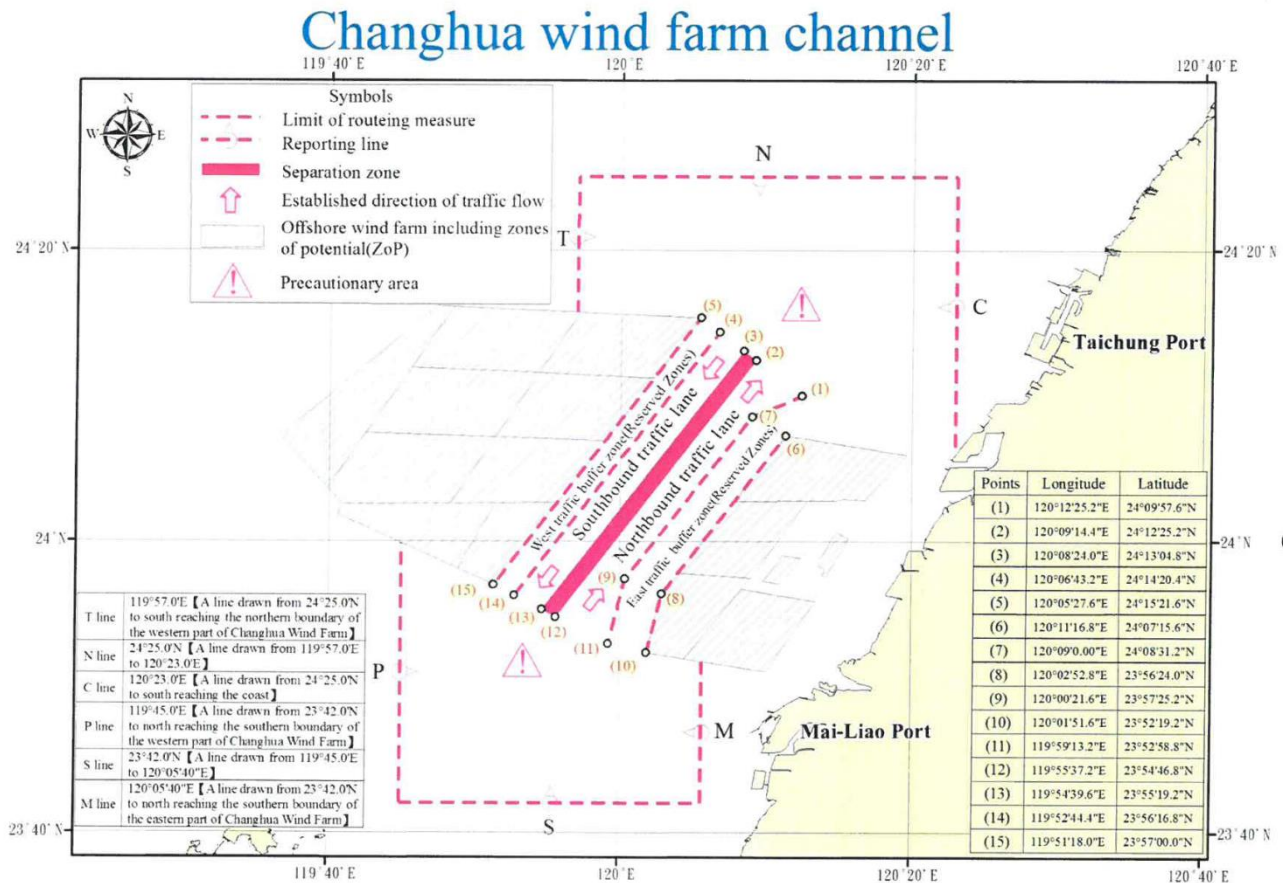 Changhua wind farm channel
119°40'E
120°E
120°20'E
120°40'E
N
W
E
S
Symbols
Limit of routeing measure
Reporting line
Separation zone
Established direction of traffic flow
Offshore wind farm including zones
of potential(ZoP)
Precautionary area
N
T
C
P
M
S
24°20'N
24°20'N
24°N
24°N
23°40'N
23°40'N
(5)
(4)
(3)
(2)
(1)
(7)
(6)
(9)
(8)
(15)
(14)
(13)
(12)
(11)
(10)
West traffic buffer zone(Reserved Zones)
Southbound traffic lane
Northbound traffic lane
East traffic buffer zone(Reserved Zones)
Taichung Port
Mai-Liao Port
T line 119°57.0'E【A line drawn from 24°25.0'N
to south reaching the northern boundary of
the western part of Changhua Wind Farm】
N line 24°25.0'N【A line drawn from 119°57.0'E
to 120°23.0'E】
C line 120°23.0'E【A line drawn from 24°25.0'N
to south reaching the coast】
P line 119°45.0'E【A line drawn from 23°42.0'N
to north reaching the southern boundary of
the western part of Changhua Wind Farm】
S line 23°42.0'N【A line drawn from 119°45.0'E
to 120°05'40"E】
M line 120°05'40"E【A line drawn from 23°42.0'N
to north reaching the southern boundary of
the eastern part of Changhua Wind Farm】
Points Longitude Latitude
(1) 120°12'25.2"E 24°09'57.6"N
(2) 120°09'14.4"E 24°12'25.2"N
(3) 120°08'24.0"E 24°13'04.8"N
(4) 120°06'43.2"E 24°14'20.4"N
(5) 120°05'27.6"E 24°15'21.6"N
(6) 120°11'16.8"E 24°07'15.6"N
(7) 120°09'0.00"E 24°08'31.2"N
(8) 120°02'52.8"E 23°56'24.0"N
(9) 120°00'21.6"E 23°57'25.2"N
(10) 120°01'51.6"E 23°52'19.2"N
(11) 119°59'13.2"E 23°52'58.8"N
(12) 119°55'37.2"E 23°54'46.8"N
(13) 119°54'39.6"E 23°55'19.2"N
(14) 119°52'44.4"E 23°56'16.8"N
(15) 119°51'18.0"E 23°57'00.0"N
119°40'E
120°E
120°20'E
120°40'E